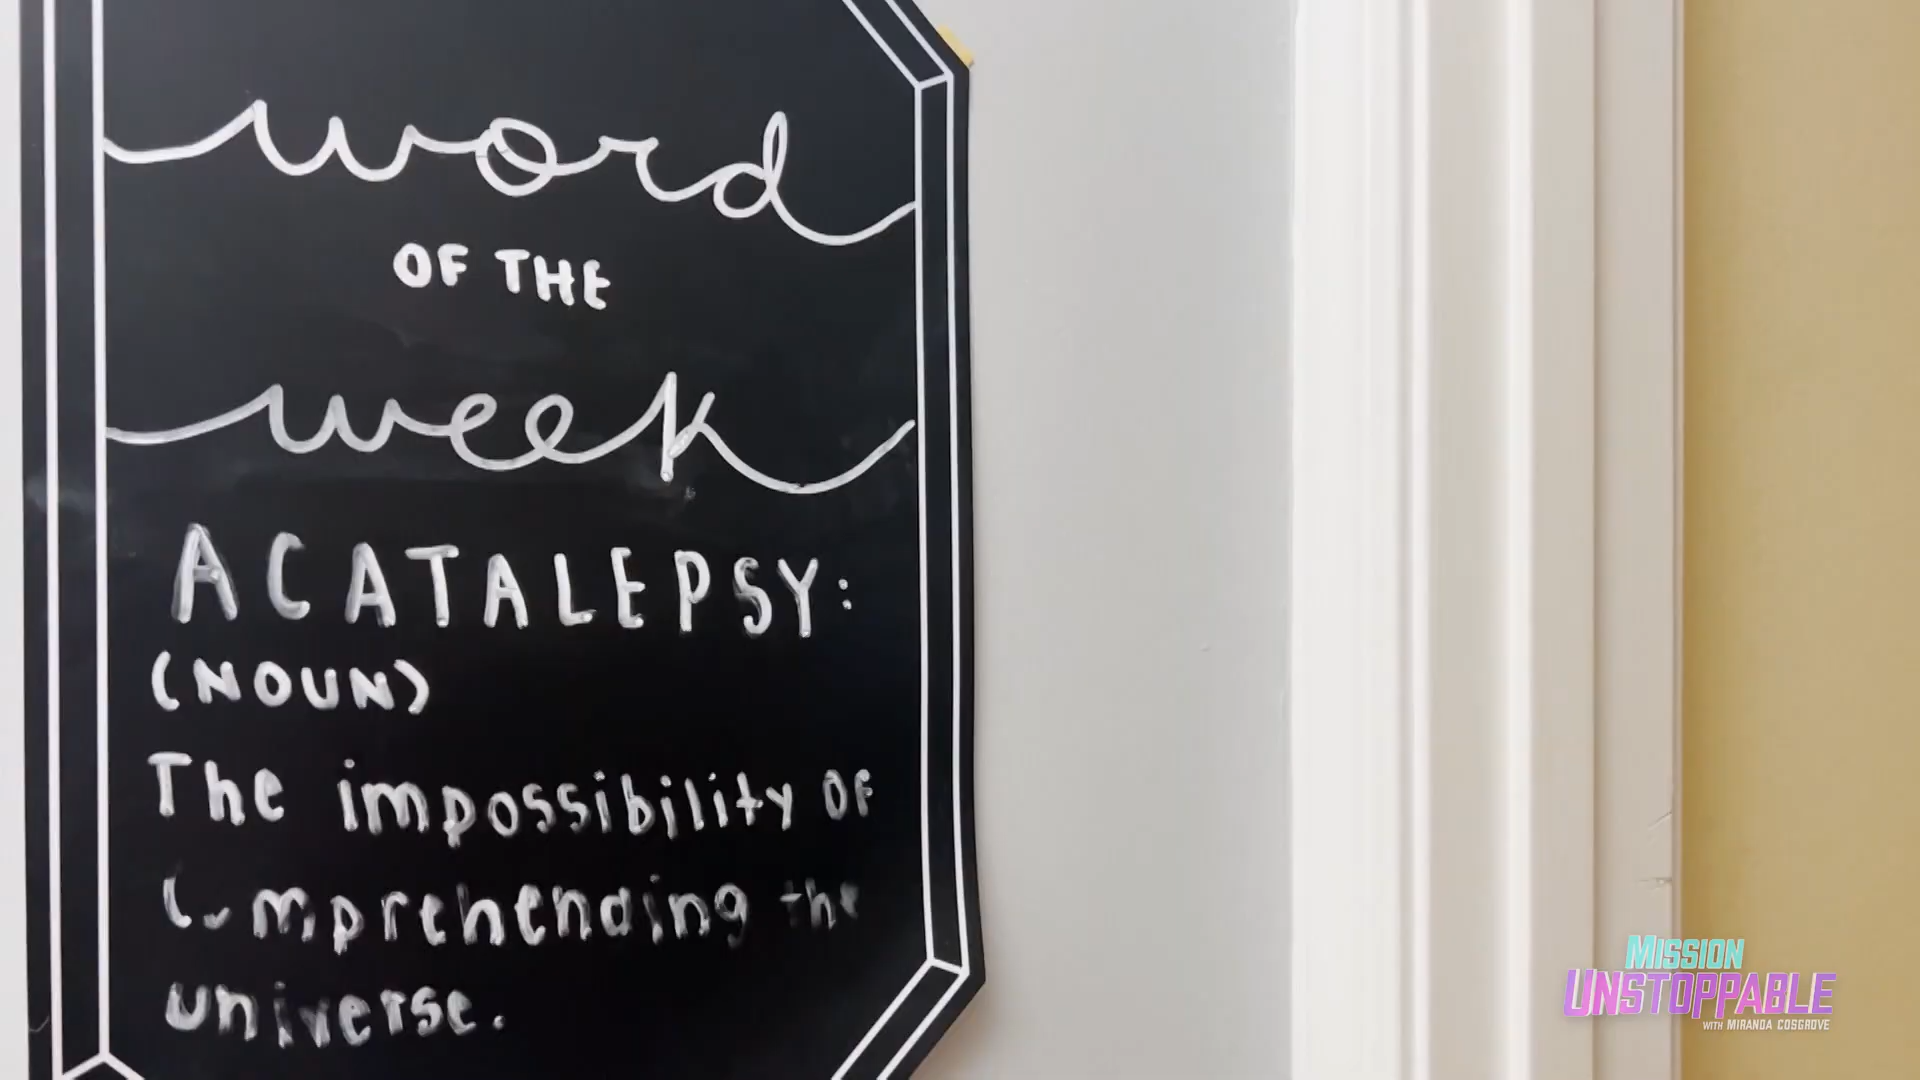 word
OF THE
week
ACATALEPSY:
(NOUN)
The impossibility OF
Comprehending the
universe.
MISSION
UNSTOPPABLE
WITH MIRANDA COSGROVE